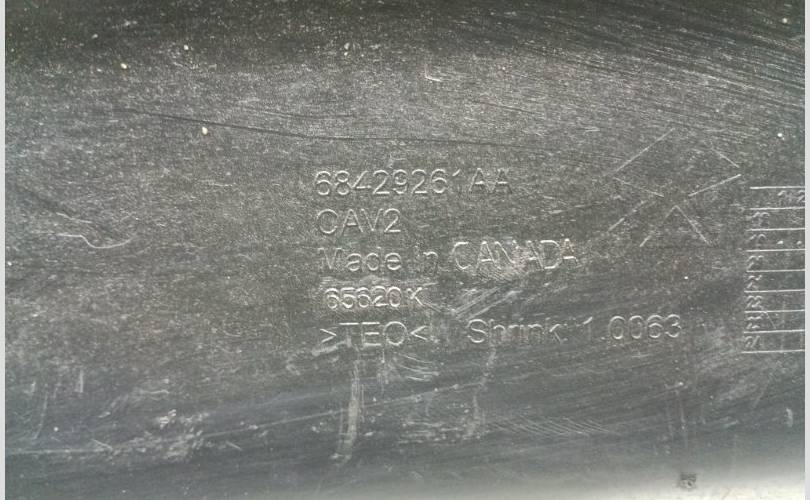 68429261AA
CAV2
Made in CANADA
65620K
>TEO< Shrink 1.0063